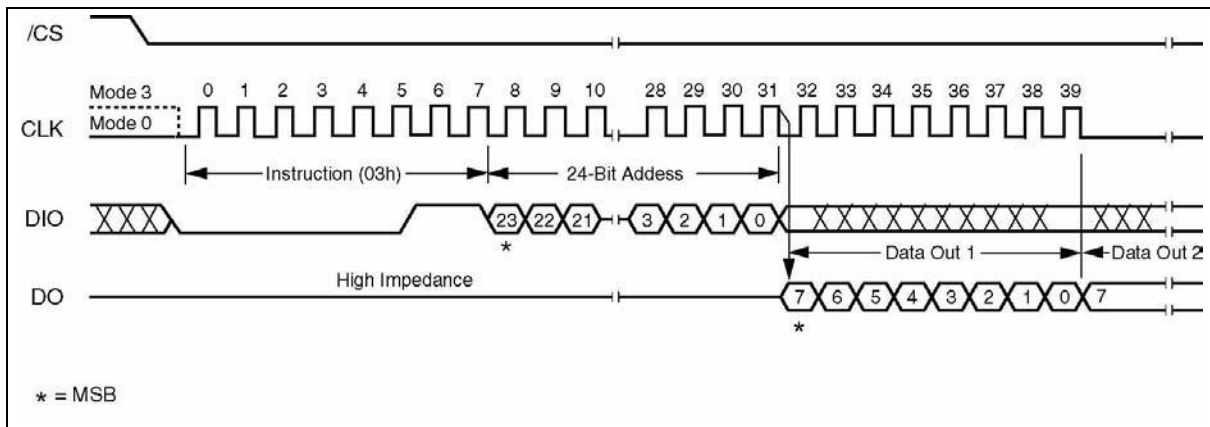 /CS
Mode 3
0 1 2 3 4 5 6 7 8 9 10 28 29 30 31 32 33 34 35 36 37 38 39
CLK
Mode 0
Instruction (03h)
24-Bit Addess
DIO
23 22 21 3 2 1 0
*
Data Out 1
Data Out 2
High Impedance
DO
7 6 5 4 3 2 1 0 7
*
* = MSB